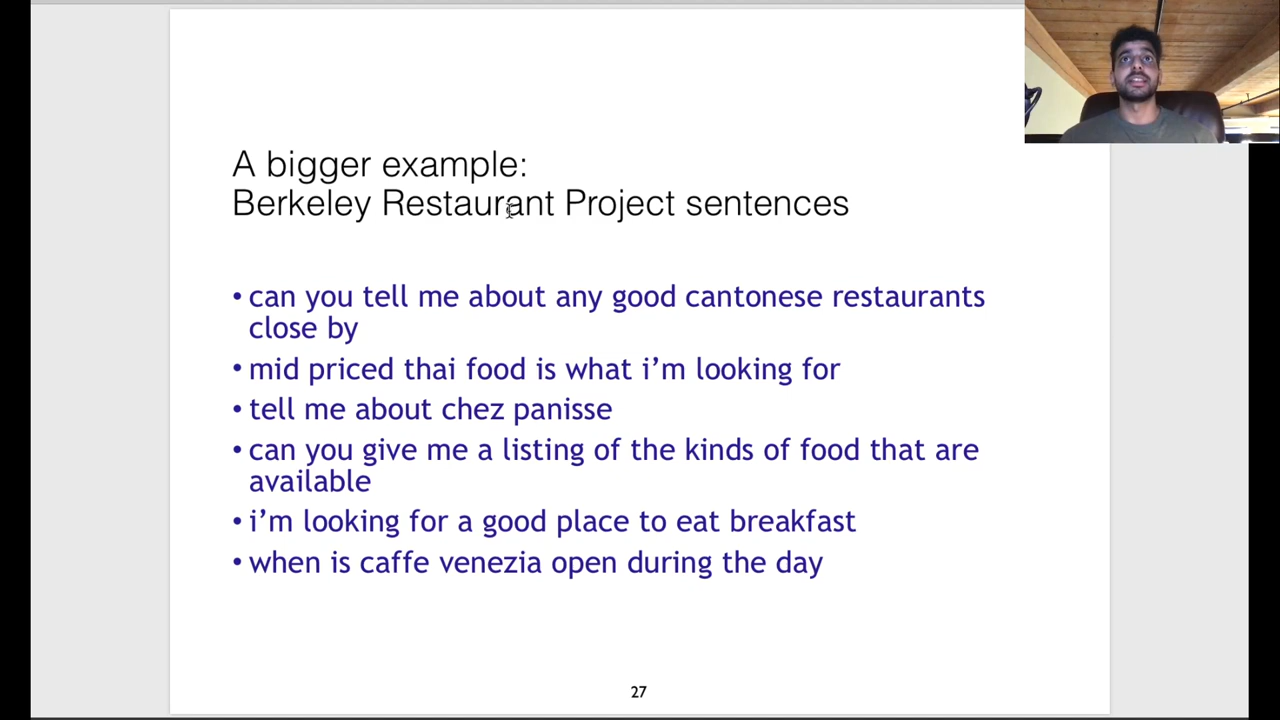 A bigger example:
Berkeley Restaurant Project sentences
• can you tell me about any good cantonese restaurants
close by
• mid priced thai food is what i’m looking for
• tell me about chez panisse
• can you give me a listing of the kinds of food that are
available
• i’m looking for a good place to eat breakfast
• when is caffe venezia open during the day
27